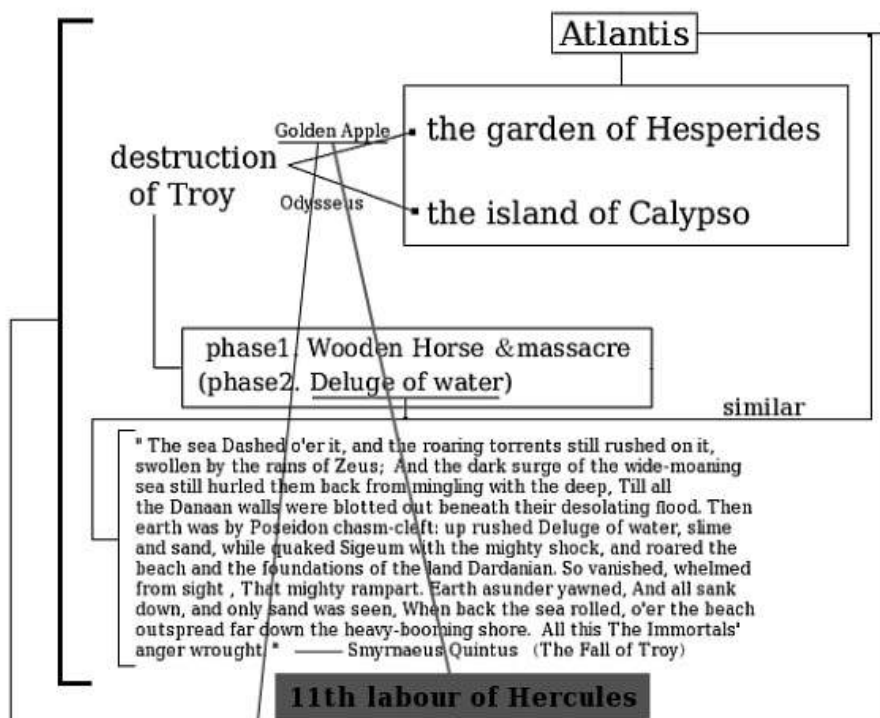 Atlantis
Golden Apple
the garden of Hesperides
destruction
of Troy
Odysseus
the island of Calypso
phase1. Wooden Horse &massacre
(phase2. Deluge of water)
similar
" The sea Dashed o'er it, and the roaring torrents still rushed on it,
swollen by the rains of Zeus; And the dark surge of the wide-moaning
sea still hurled them back from mingling with the deep, Till all
the Danaan walls were blotted out beneath their desolating flood. Then
earth was by Poseidon chasm-cleft: up rushed Deluge of water, slime
and sand, while quaked Sigeum with the mighty shock, and roared the
beach and the foundations of the land Dardanian. So vanished, whelmed
from sight , That mighty rampart. Earth asunder yawned, And all sank
down, and only sand was seen, When back the sea rolled, o'er the beach
outspread far down the heavy-booming shore. All this The Immortals'
anger wrought. " —— Smyrnaeus Quintus (The Fall of Troy)
11th labour of Hercules